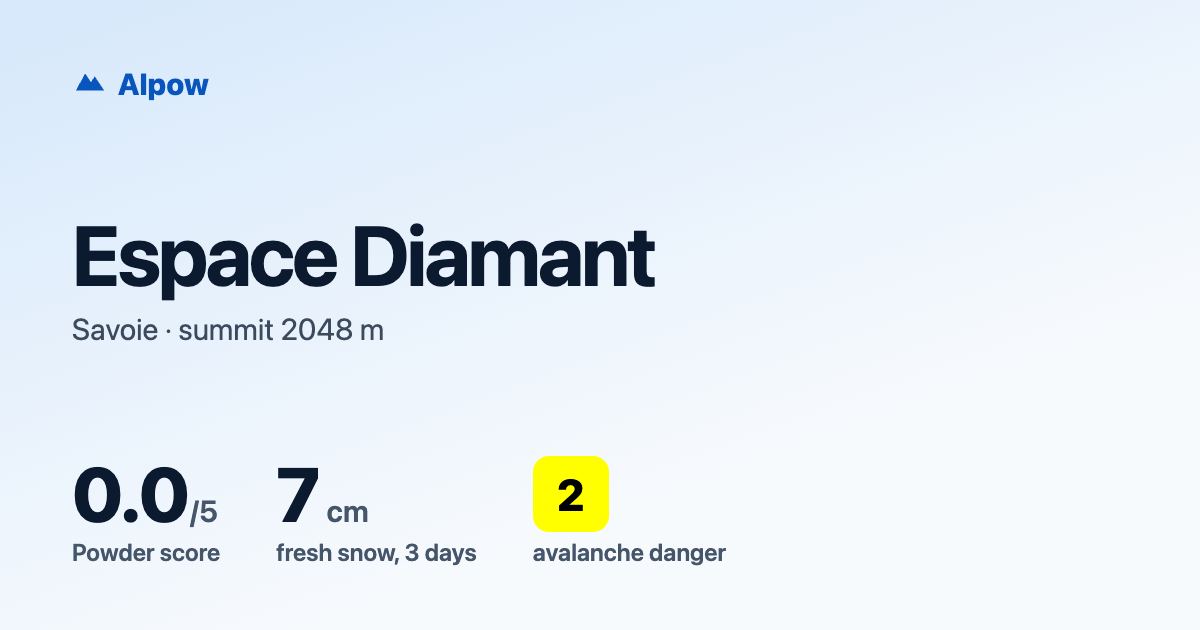 Alpow
Espace Diamant
Savoie · summit 2048 m
0.0/5
Powder score
7 cm
fresh snow, 3 days
2
avalanche danger